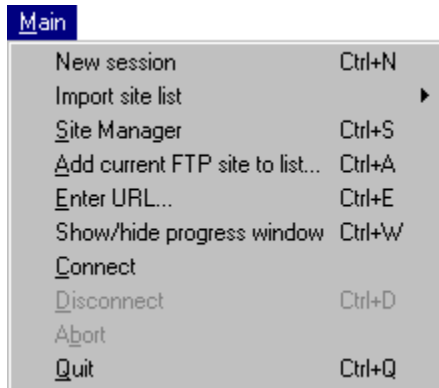 Main
New session Ctrl+N
Import site list
Site Manager Ctrl+S
Add current FTP site to list... Ctrl+A
Enter URL... Ctrl+E
Show/hide progress window Ctrl+W
Connect
Disconnect Ctrl+D
Abort
Quit Ctrl+Q